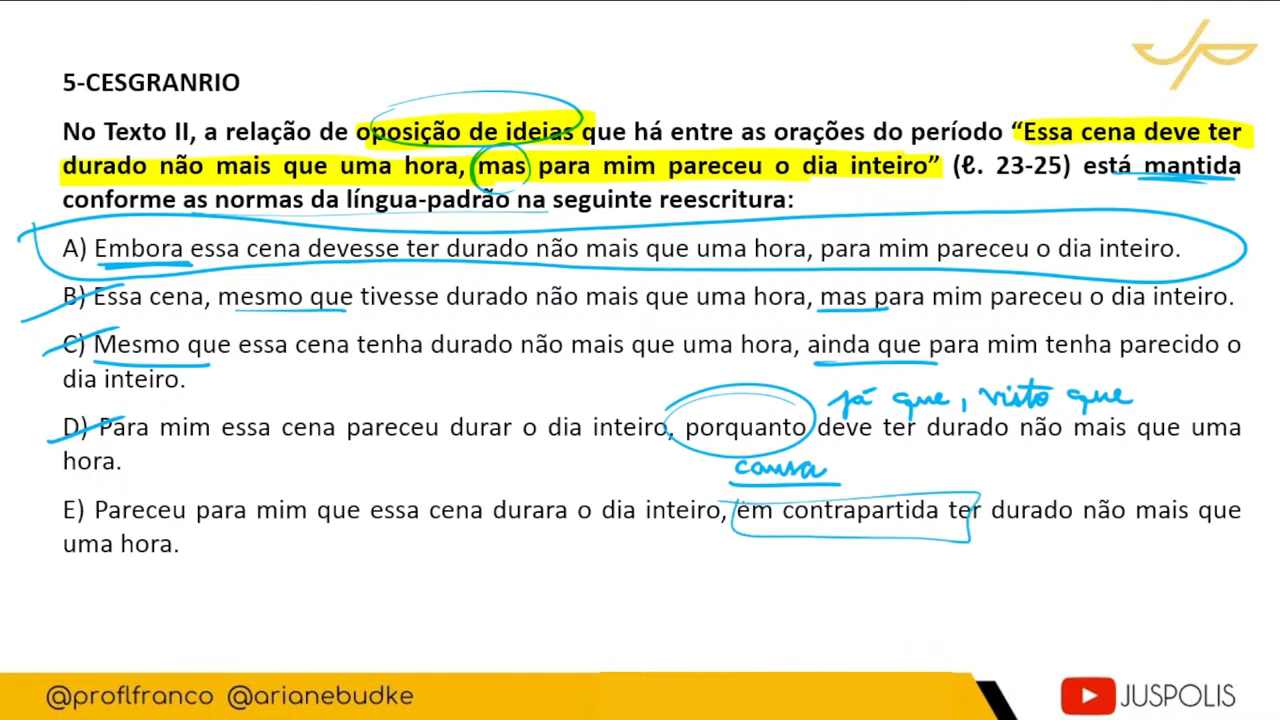 JP
5-CESGRANRIO
No Texto II, a relação de oposição de ideias que há entre as orações do período “Essa cena deve ter
durado não mais que uma hora, mas para mim pareceu o dia inteiro” (ℓ. 23-25) está mantida
conforme as normas da língua-padrão na seguinte reescritura:
A) Embora essa cena devesse ter durado não mais que uma hora, para mim pareceu o dia inteiro.
B) Essa cena, mesmo que tivesse durado não mais que uma hora, mas para mim pareceu o dia inteiro.
C) Mesmo que essa cena tenha durado não mais que uma hora, ainda que para mim tenha parecido o
dia inteiro.
já que, visto que
D) Para mim essa cena pareceu durar o dia inteiro, porquanto deve ter durado não mais que uma
hora.
causa
E) Pareceu para mim que essa cena durara o dia inteiro, em contrapartida ter durado não mais que
uma hora.
@proflfranco @arianebudke
JUSPOLIS